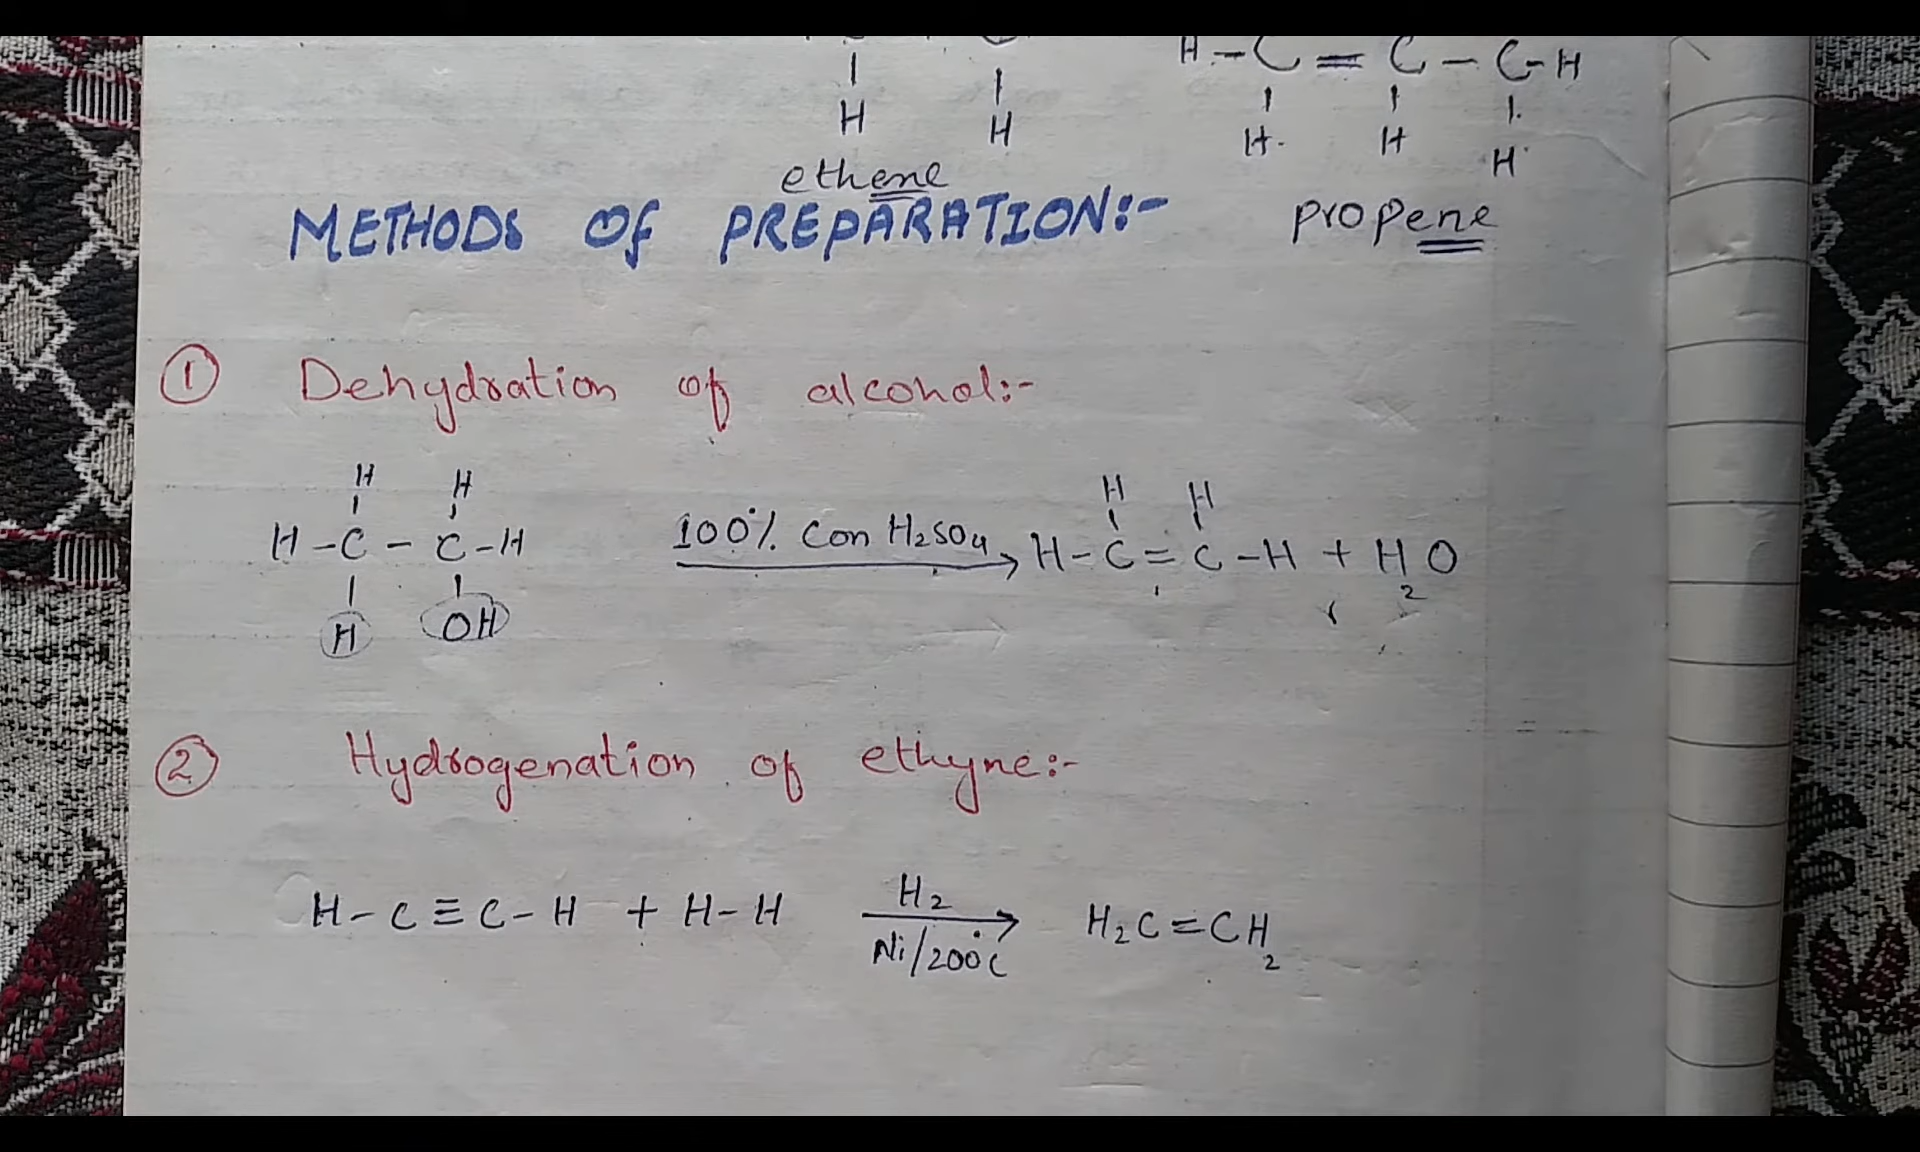 H-C=C-C-H
H H
H. H H
ethene
METHODS OF PREPARATION:-
propene
① Dehydration of alcohol:-
H H
H H
H-C-C-H
100% Con H2SO4
H-C=C-H + H2O
H OH
② Hydrogenation of ethyne:-
H-C≡C-H + H-H
H2
Ni/200°C
H2C=CH2